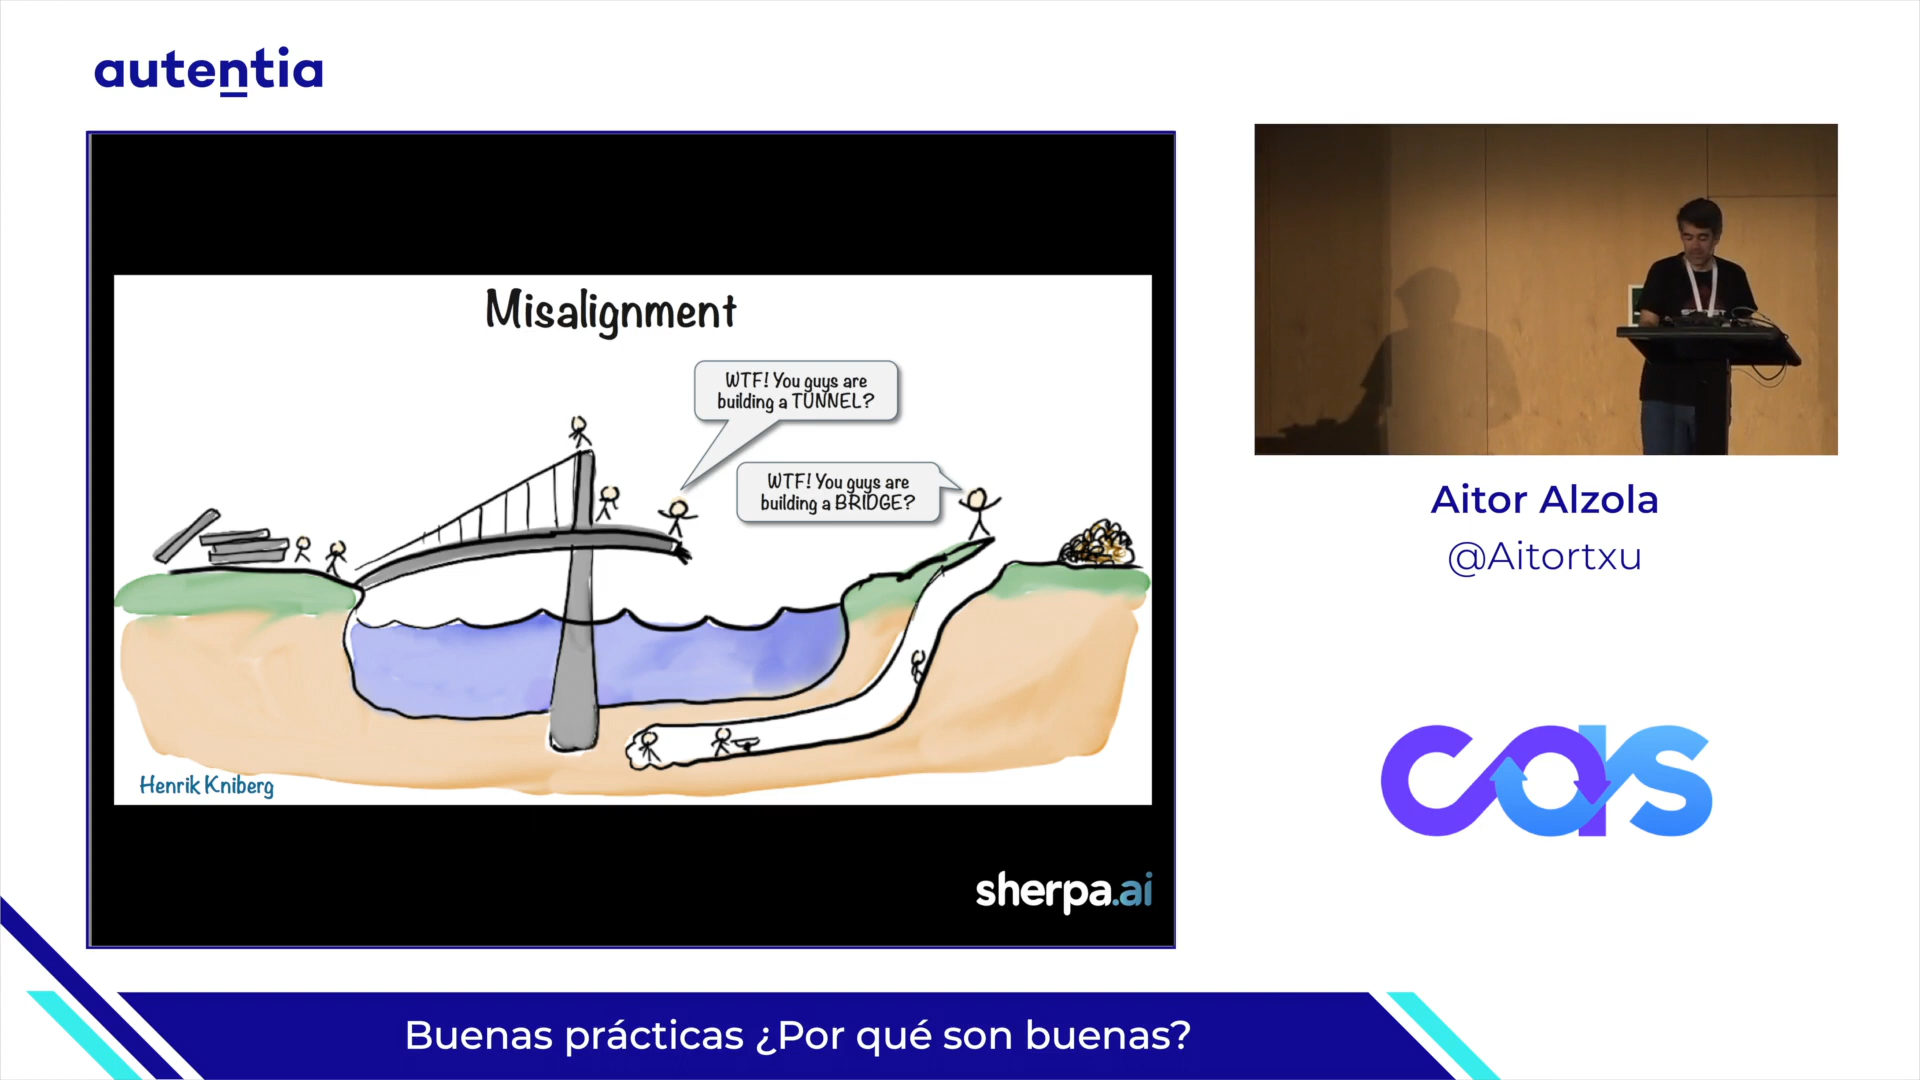 autentia
Misalignment
WTF! You guys are
building a TUNNEL?
WTF! You guys are
building a BRIDGE?
Henrik Kniberg
sherpa.ai
Aitor Alzola
@Aitortxu
cas
Buenas prácticas ¿Por qué son buenas?